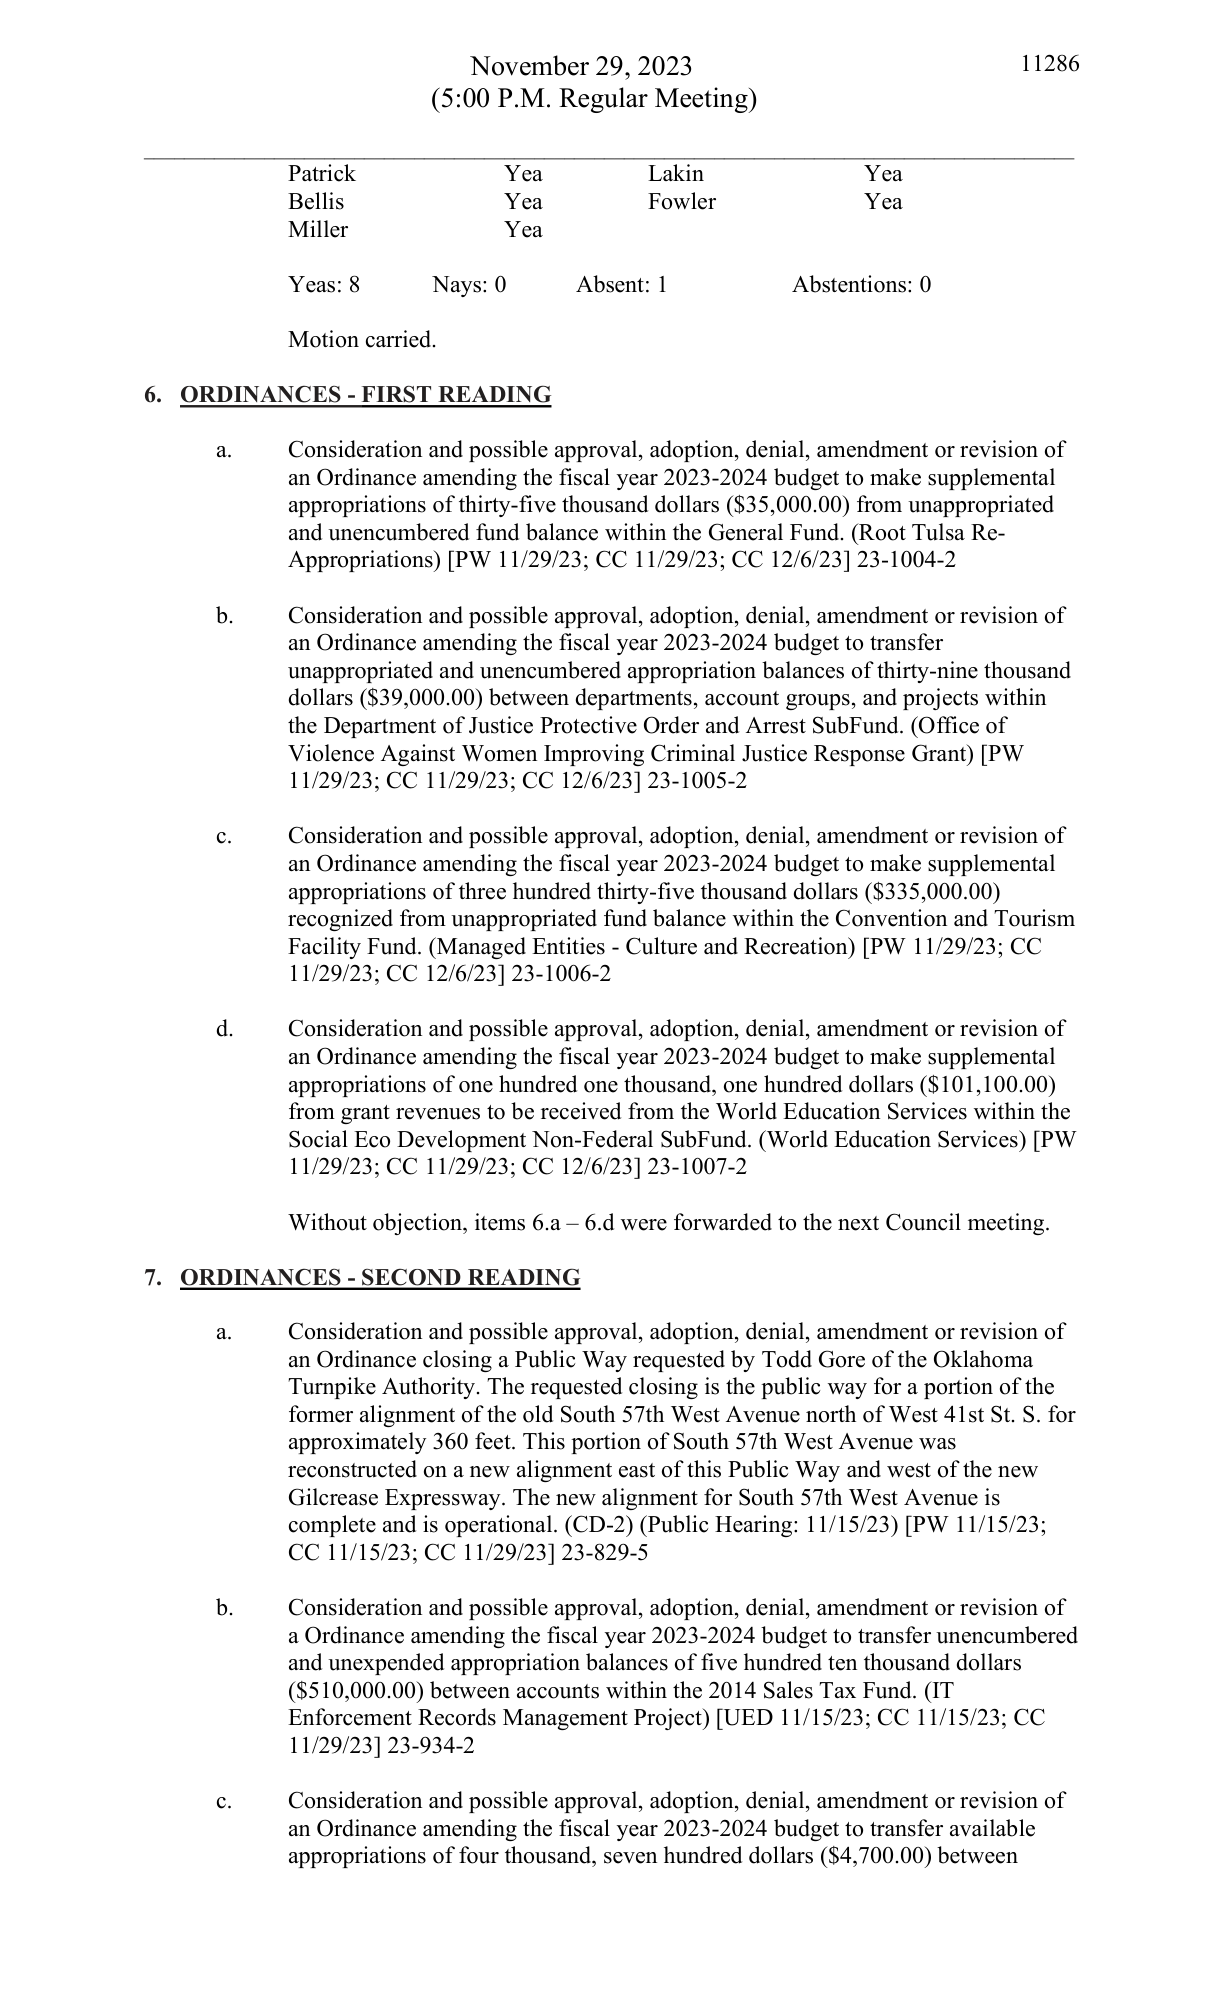 November 29, 2023
11286
(5:00 P.M. Regular Meeting)
Patrick Yea Lakin Yea
Bellis Yea Fowler Yea
Miller Yea
Yeas: 8 Nays: 0 Absent: 1 Abstentions: 0
Motion carried.
6. ORDINANCES - FIRST READING
a. Consideration and possible approval, adoption, denial, amendment or revision of
an Ordinance amending the fiscal year 2023-2024 budget to make supplemental
appropriations of thirty-five thousand dollars ($35,000.00) from unappropriated
and unencumbered fund balance within the General Fund. (Root Tulsa Re-
Appropriations) [PW 11/29/23; CC 11/29/23; CC 12/6/23] 23-1004-2
b. Consideration and possible approval, adoption, denial, amendment or revision of
an Ordinance amending the fiscal year 2023-2024 budget to transfer
unappropriated and unencumbered appropriation balances of thirty-nine thousand
dollars ($39,000.00) between departments, account groups, and projects within
the Department of Justice Protective Order and Arrest SubFund. (Office of
Violence Against Women Improving Criminal Justice Response Grant) [PW
11/29/23; CC 11/29/23; CC 12/6/23] 23-1005-2
c. Consideration and possible approval, adoption, denial, amendment or revision of
an Ordinance amending the fiscal year 2023-2024 budget to make supplemental
appropriations of three hundred thirty-five thousand dollars ($335,000.00)
recognized from unappropriated fund balance within the Convention and Tourism
Facility Fund. (Managed Entities - Culture and Recreation) [PW 11/29/23; CC
11/29/23; CC 12/6/23] 23-1006-2
d. Consideration and possible approval, adoption, denial, amendment or revision of
an Ordinance amending the fiscal year 2023-2024 budget to make supplemental
appropriations of one hundred one thousand, one hundred dollars ($101,100.00)
from grant revenues to be received from the World Education Services within the
Social Eco Development Non-Federal SubFund. (World Education Services) [PW
11/29/23; CC 11/29/23; CC 12/6/23] 23-1007-2
Without objection, items 6.a – 6.d were forwarded to the next Council meeting.
7. ORDINANCES - SECOND READING
a. Consideration and possible approval, adoption, denial, amendment or revision of
an Ordinance closing a Public Way requested by Todd Gore of the Oklahoma
Turnpike Authority. The requested closing is the public way for a portion of the
former alignment of the old South 57th West Avenue north of West 41st St. S. for
approximately 360 feet. This portion of South 57th West Avenue was
reconstructed on a new alignment east of this Public Way and west of the new
Gilcrease Expressway. The new alignment for South 57th West Avenue is
complete and is operational. (CD-2) (Public Hearing: 11/15/23) [PW 11/15/23;
CC 11/15/23; CC 11/29/23] 23-829-5
b. Consideration and possible approval, adoption, denial, amendment or revision of
a Ordinance amending the fiscal year 2023-2024 budget to transfer unencumbered
and unexpended appropriation balances of five hundred ten thousand dollars
($510,000.00) between accounts within the 2014 Sales Tax Fund. (IT
Enforcement Records Management Project) [UED 11/15/23; CC 11/15/23; CC
11/29/23] 23-934-2
c. Consideration and possible approval, adoption, denial, amendment or revision of
an Ordinance amending the fiscal year 2023-2024 budget to transfer available
appropriations of four thousand, seven hundred dollars ($4,700.00) between